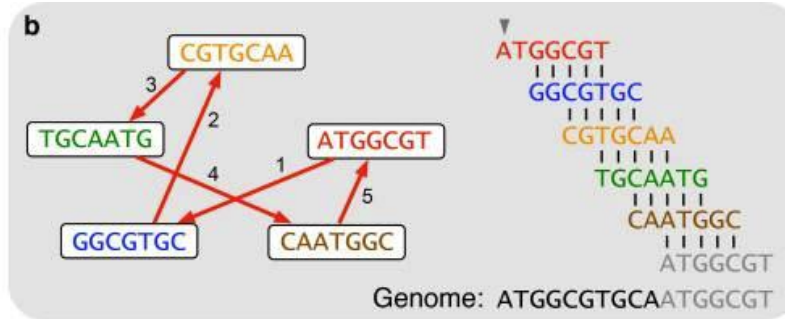 b
CGTGCAA
3
2
TGCAATG
ATGGCGT
1
4
5
GGCGTGC
CAATGGC
ATGGCGT
GGCGTGC
CGTGCAA
TGCAATG
CAATGGC
ATGGCGT
Genome: ATGGCGTGCAATGGCGT